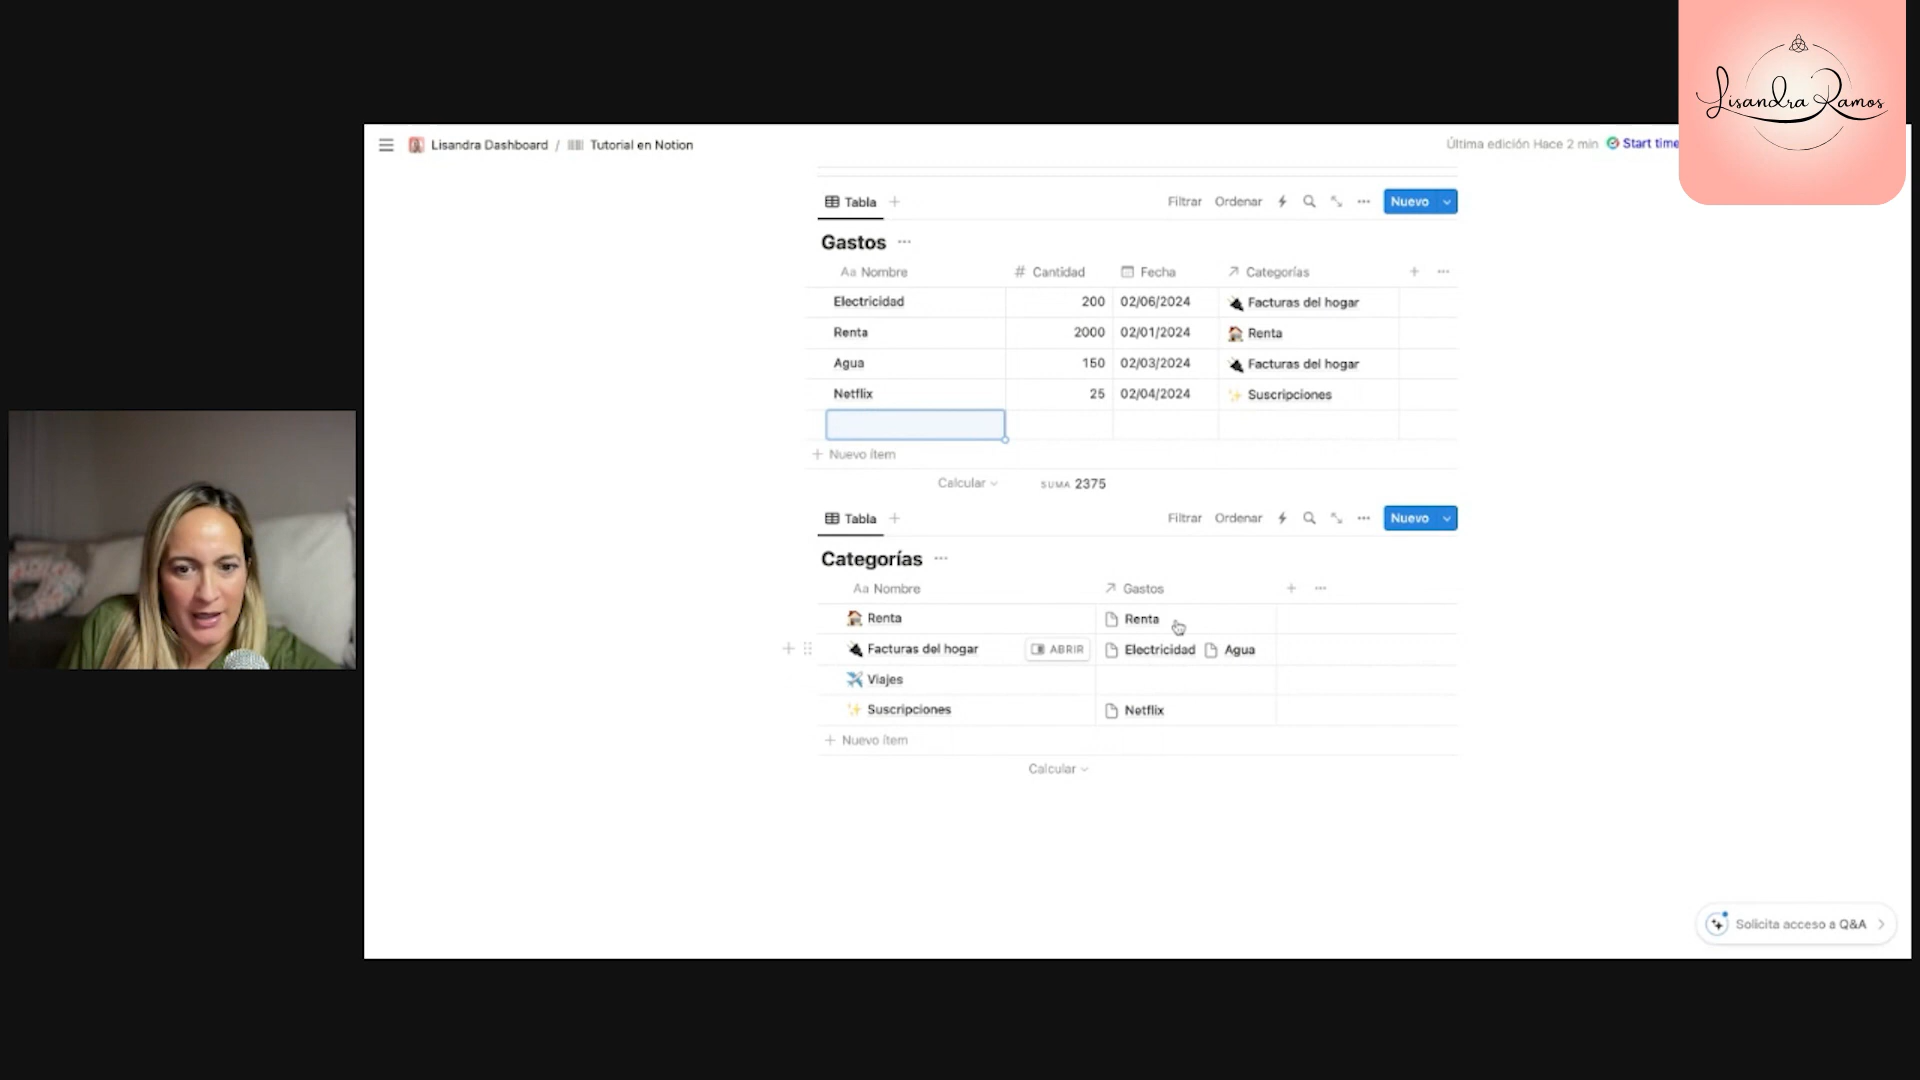 Lisandra Ramos
Lisandra Dashboard / Tutorial en Notion
Última edición Hace 2 min Start time
Tabla
Filtrar Ordenar Nuevo
Gastos
Aa Nombre # Cantidad Fecha Categorías
Electricidad 200 02/06/2024 Facturas del hogar
Renta 2000 02/01/2024 Renta
Agua 150 02/03/2024 Facturas del hogar
Netflix 25 02/04/2024 Suscripciones
+ Nuevo ítem
Calcular SUMA 2375
Tabla
Filtrar Ordenar Nuevo
Categorías
Aa Nombre Gastos
Renta Renta
Facturas del hogar ABRIR Electricidad Agua
Viajes
Suscripciones Netflix
+ Nuevo ítem
Calcular
Solicita acceso a Q&A